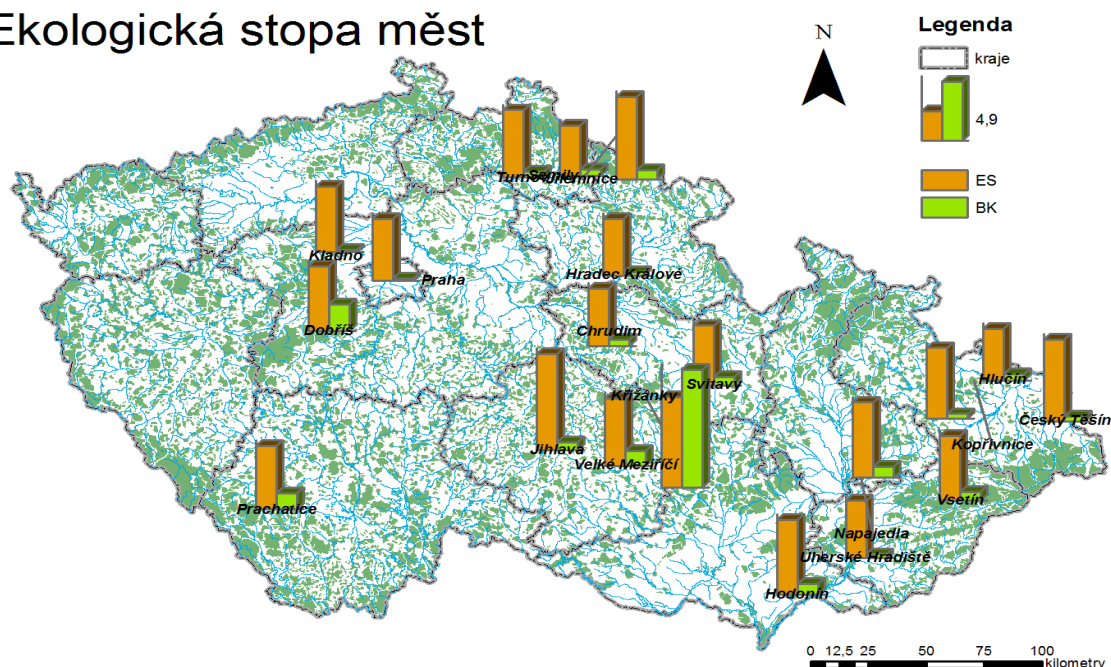 Ekologická stopa měst
N
Legenda
kraje
4,9
ES
BK
Turnov
Semily
Jilemnice
Kladno
Praha
Hradec Králové
Dobříš
Chrudim
Svitavy
Křižánky
Hlučín
Český Těšín
Jihlava
Velké Meziříčí
Kopřivnice
Vsetín
Prachatice
Napajedla
Uherské Hradiště
Hodonín
0 12,5 25 50 75 100
kilometry